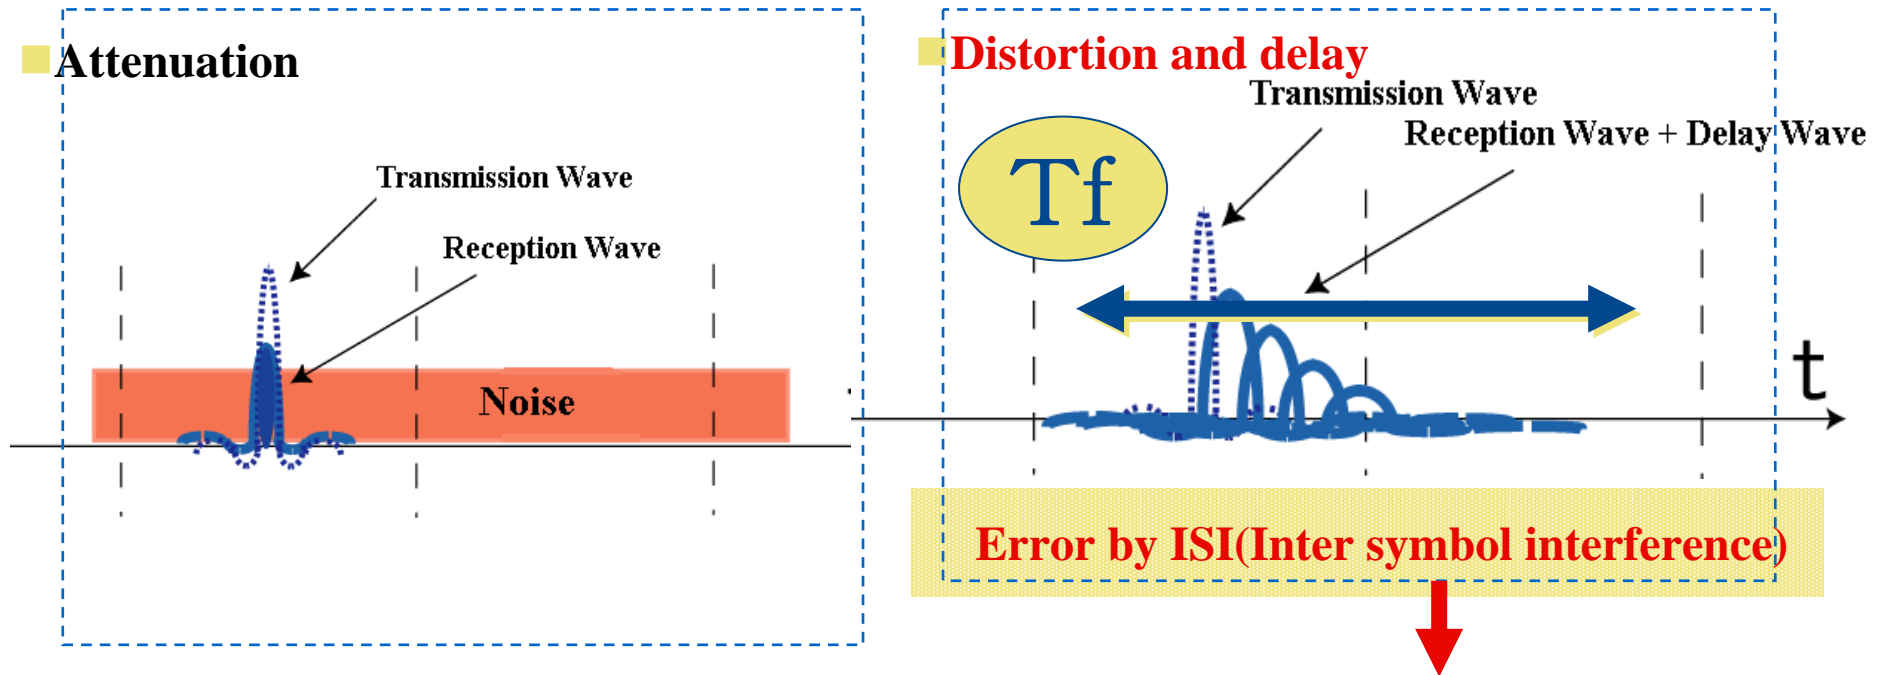 Attenuation
Transmission Wave
Reception Wave
Noise
Distortion and delay
Transmission Wave
Reception Wave + Delay Wave
Tf
t
Error by ISI(Inter symbol interference)